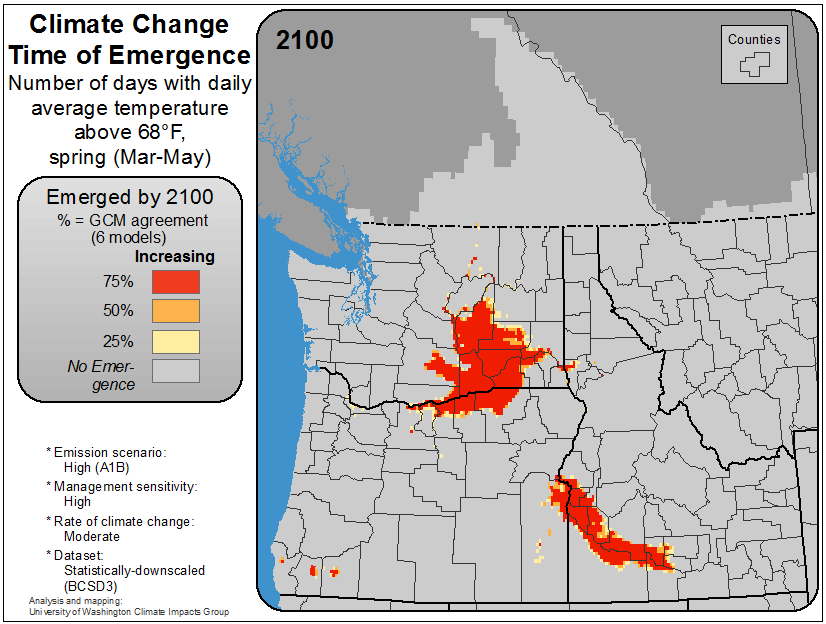 Climate Change
Time of Emergence
Number of days with daily
average temperature
above 68°F,
spring (Mar-May)
Emerged by 2100
% = GCM agreement
(6 models)
Increasing
75%
50%
25%
No Emer-
gence
* Emission scenario:
High (A1B)
* Management sensitivity:
High
* Rate of climate change:
Moderate
* Dataset:
Statistically-downscaled
(BCSD3)
Analysis and mapping:
University of Washington Climate Impacts Group
2100
Counties